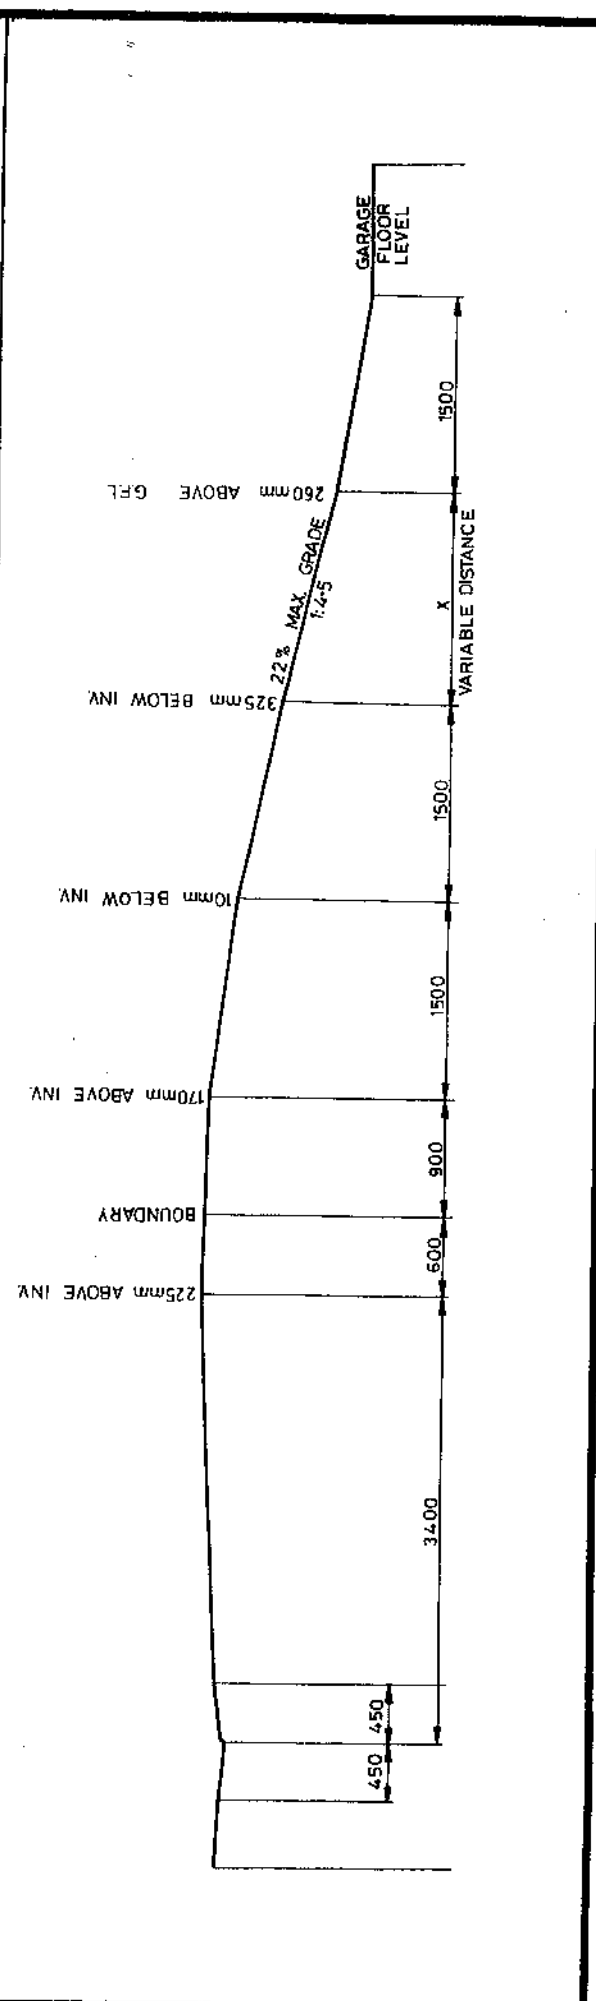 GARAGE
FLOOR
LEVEL
1500
260mm ABOVE G.F.L
22% MAX. GRADE
1:4·5
X
VARIABLE DISTANCE
325mm BELOW INV.
1500
10mm BELOW INV.
1500
170mm ABOVE INV.
900
BOUNDARY
600
225mm ABOVE INV.
3400
450
450